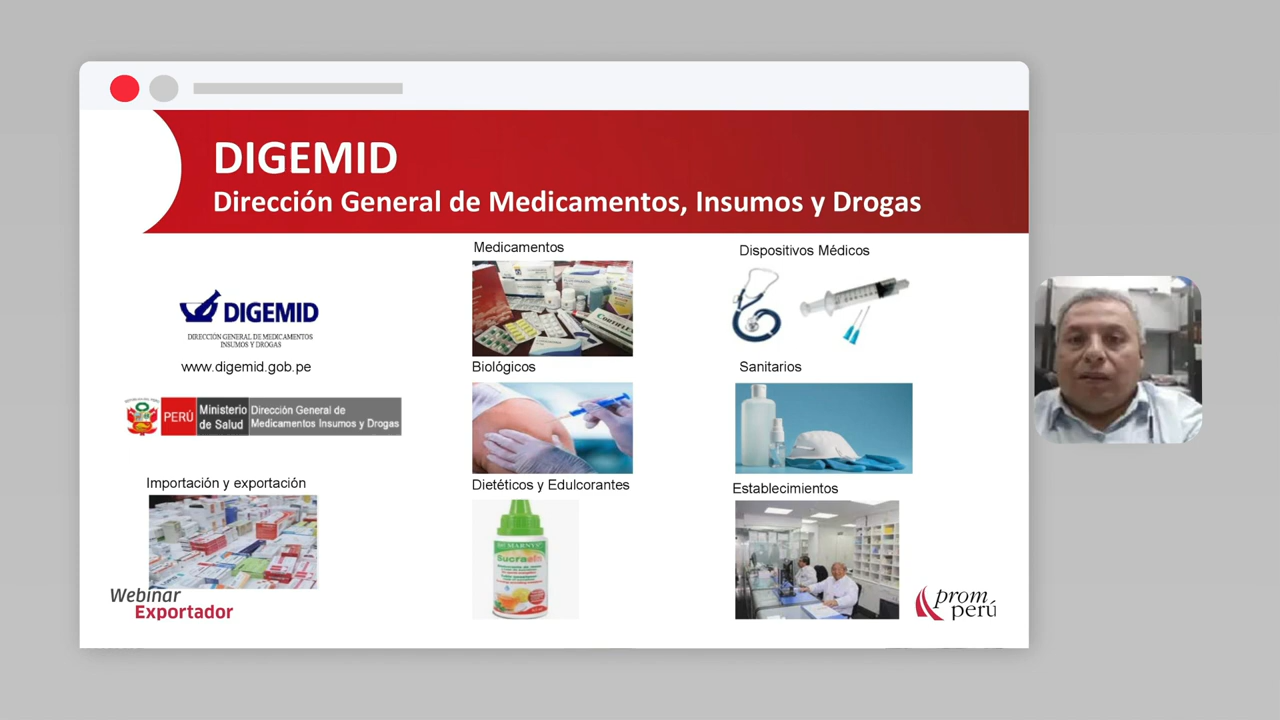 DIGEMID
Dirección General de Medicamentos, Insumos y Drogas
DIGEMID
DIRECCIÓN GENERAL DE MEDICAMENTOS
INSUMOS Y DROGAS
www.digemid.gob.pe
PERÚ
Ministerio
de Salud
Dirección General de
Medicamentos Insumos y Drogas
Importación y exportación
Webinar
Exportador
Medicamentos
Biológicos
Dietéticos y Edulcorantes
MARNYS
Sucrazin
Dispositivos Médicos
Sanitarios
Establecimientos
prom
perú